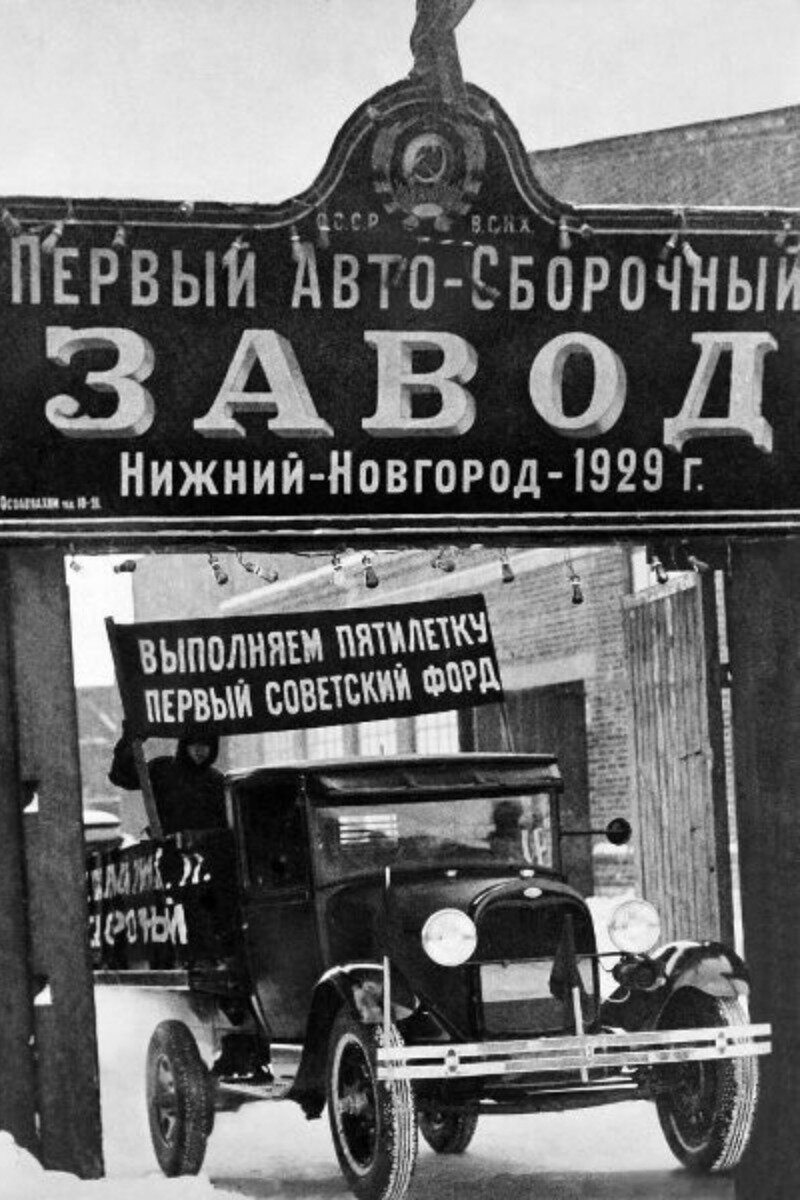 С.С.С.Р. В.С.Н.Х.
ПЕРВЫЙ АВТО-СБОРОЧНЫЙ
ЗАВОД
НИЖНИЙ-НОВГОРОД-1929 Г.
ВЫПОЛНЯЕМ ПЯТИЛЕТКУ
ПЕРВЫЙ СОВЕТСКИЙ ФОРД